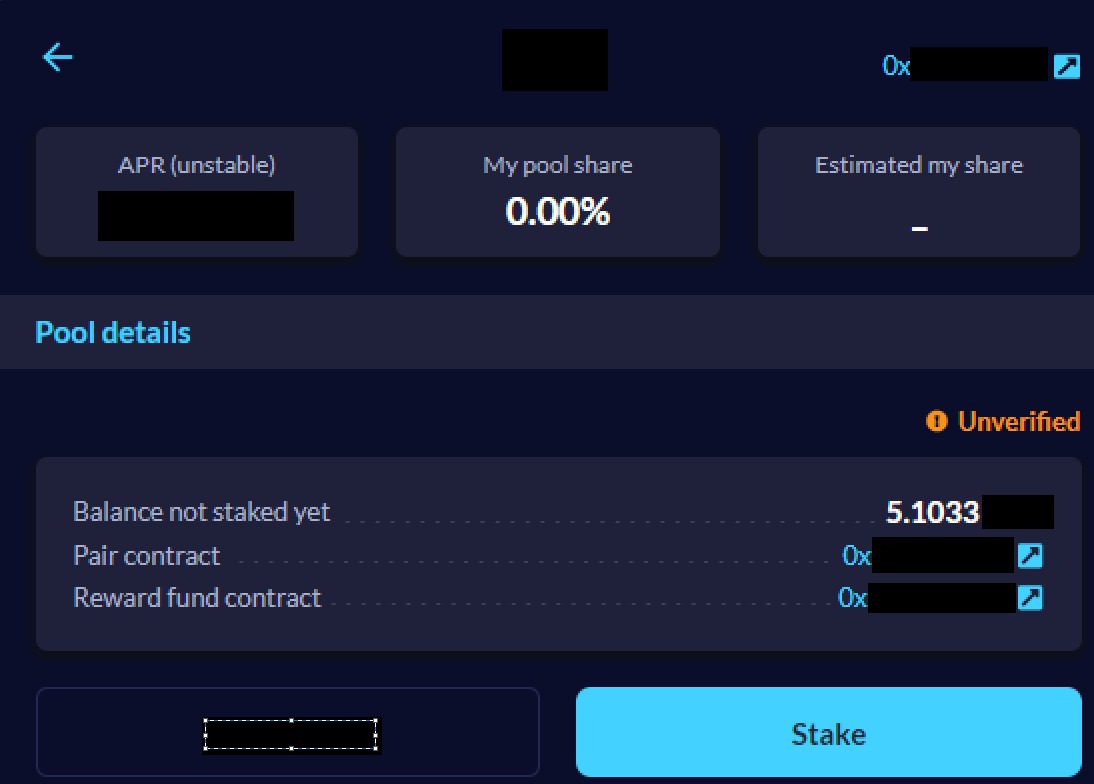 0x
APR (unstable)
My pool share
0.00%
Estimated my share
–
Pool details
Unverified
Balance not staked yet 5.1033
Pair contract 0x
Reward fund contract 0x
Stake